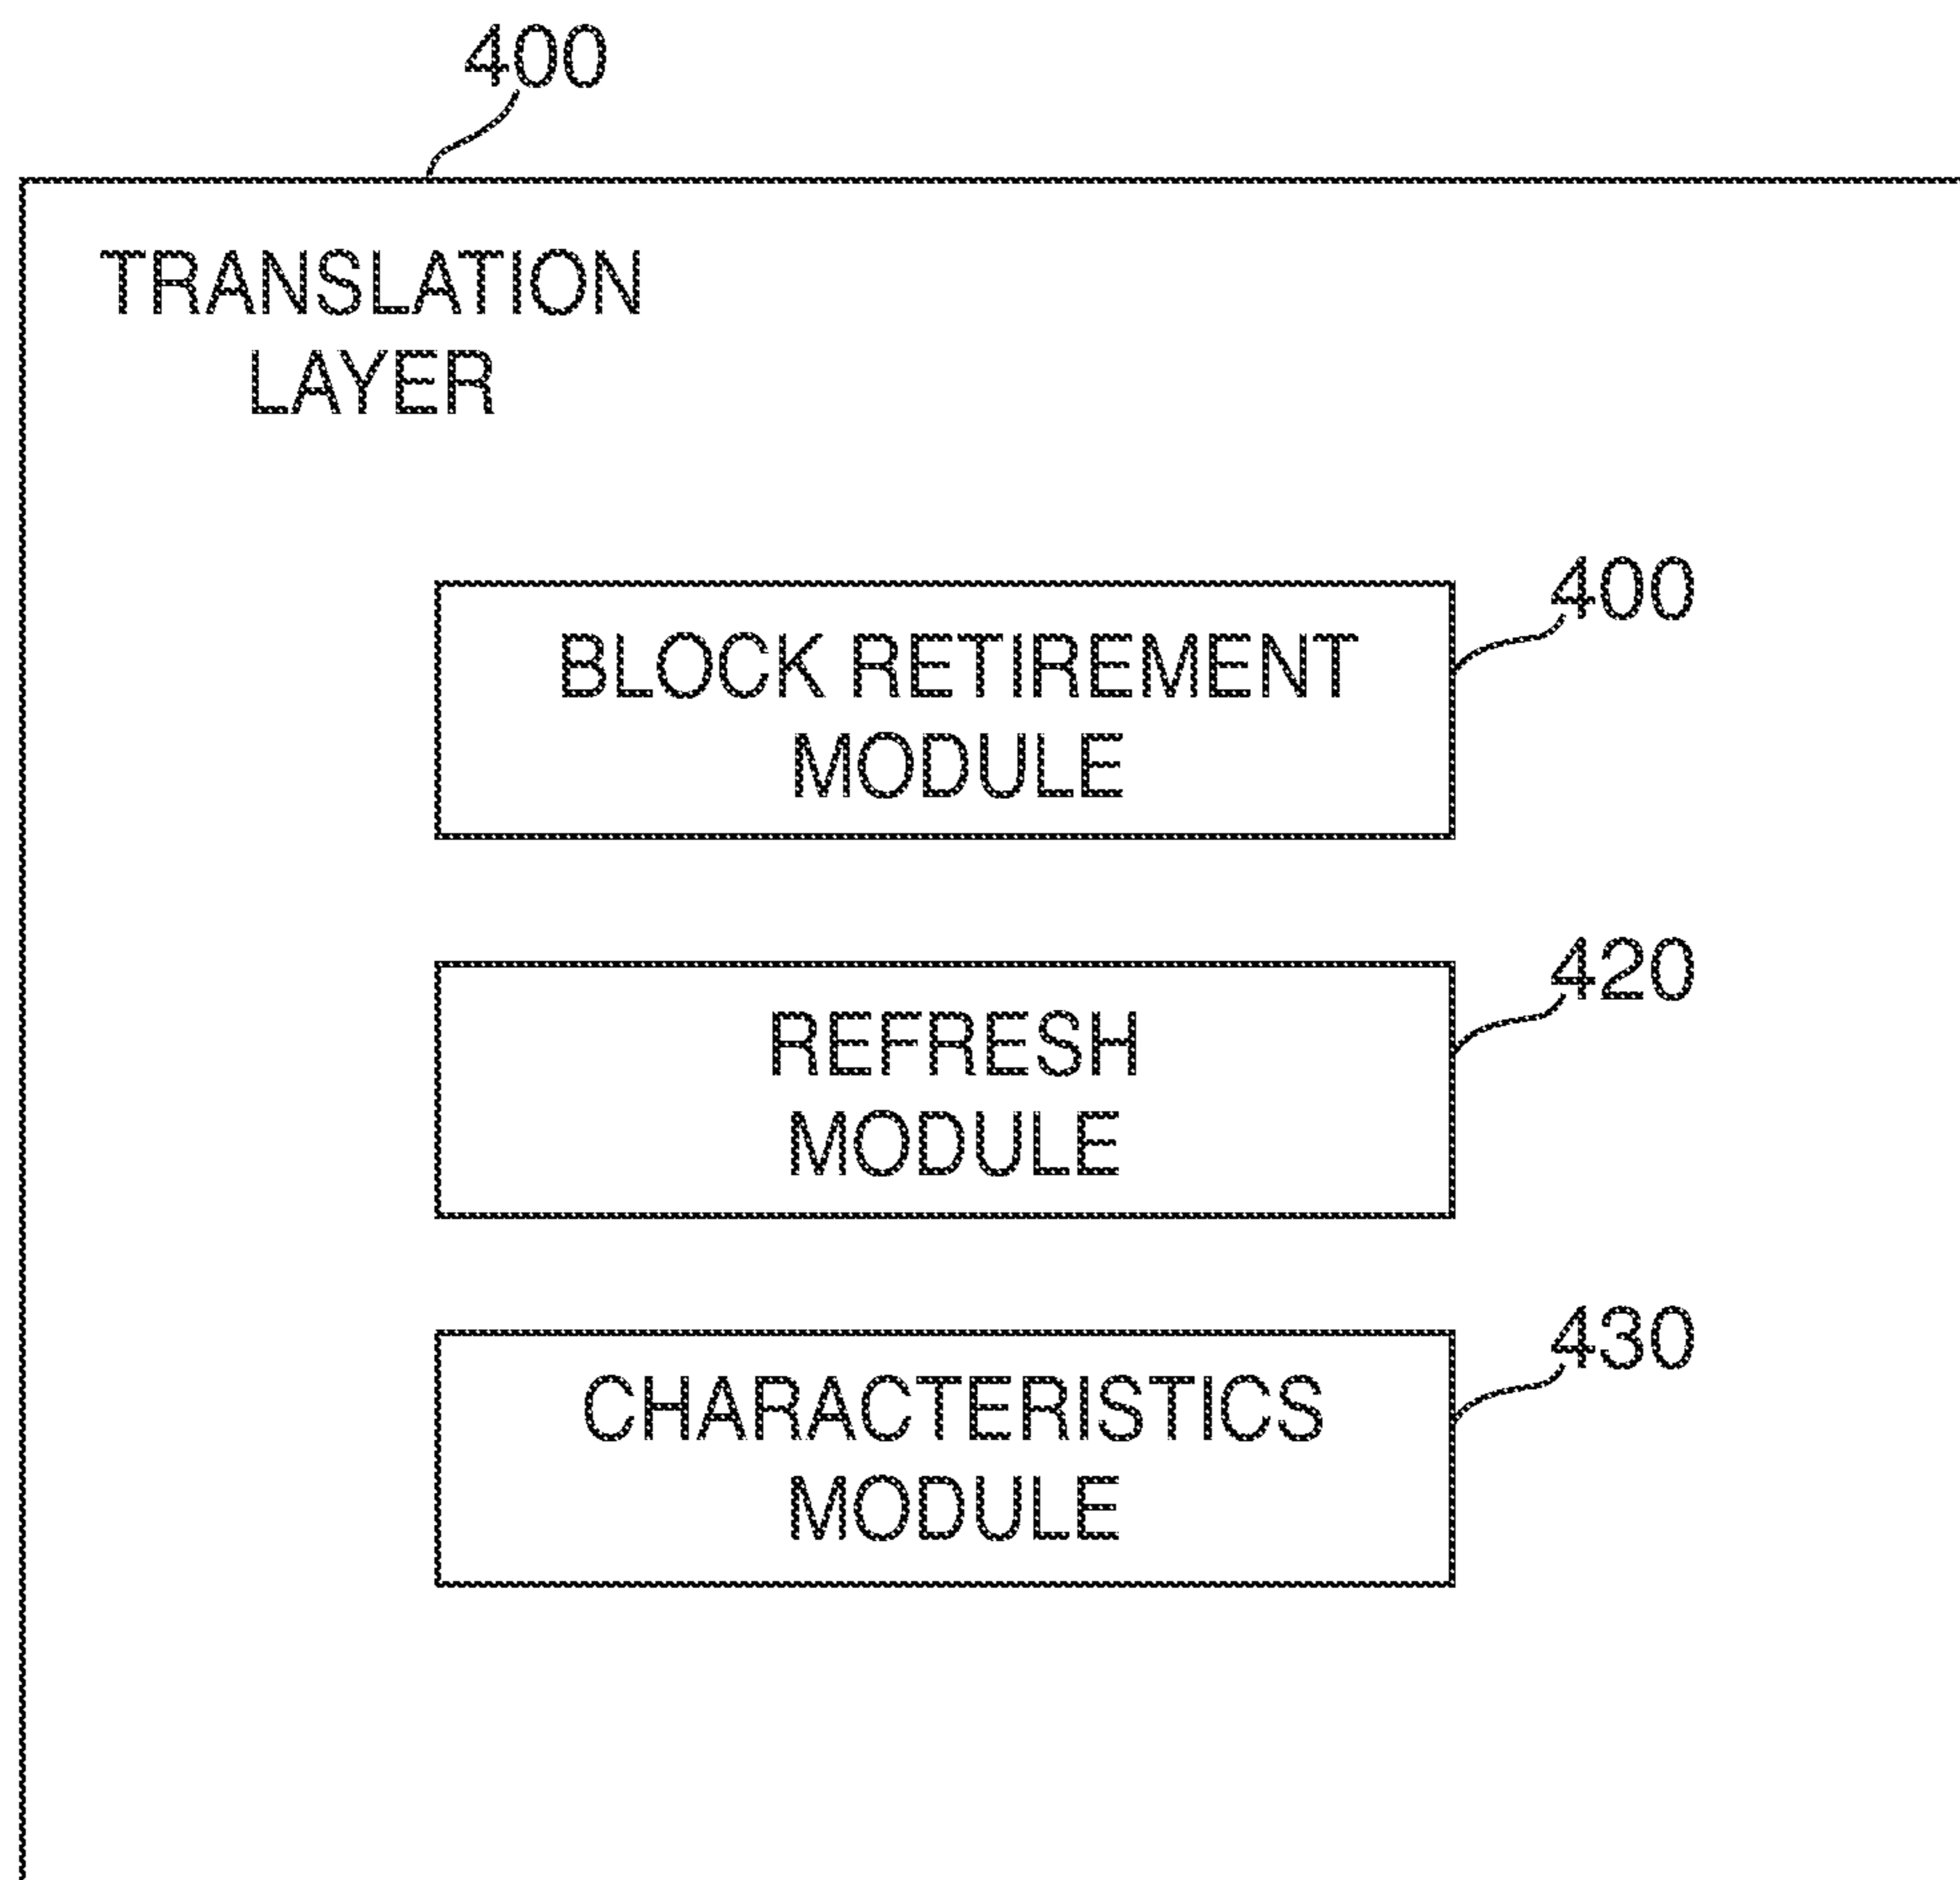 400
TRANSLATION
LAYER
400
BLOCK RETIREMENT
MODULE
420
REFRESH
MODULE
430
CHARACTERISTICS
MODULE